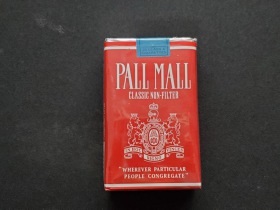 PALL MALL
CLASSIC NON-FILTER
"WHEREVER PARTICULAR
PEOPLE CONGREGATE"